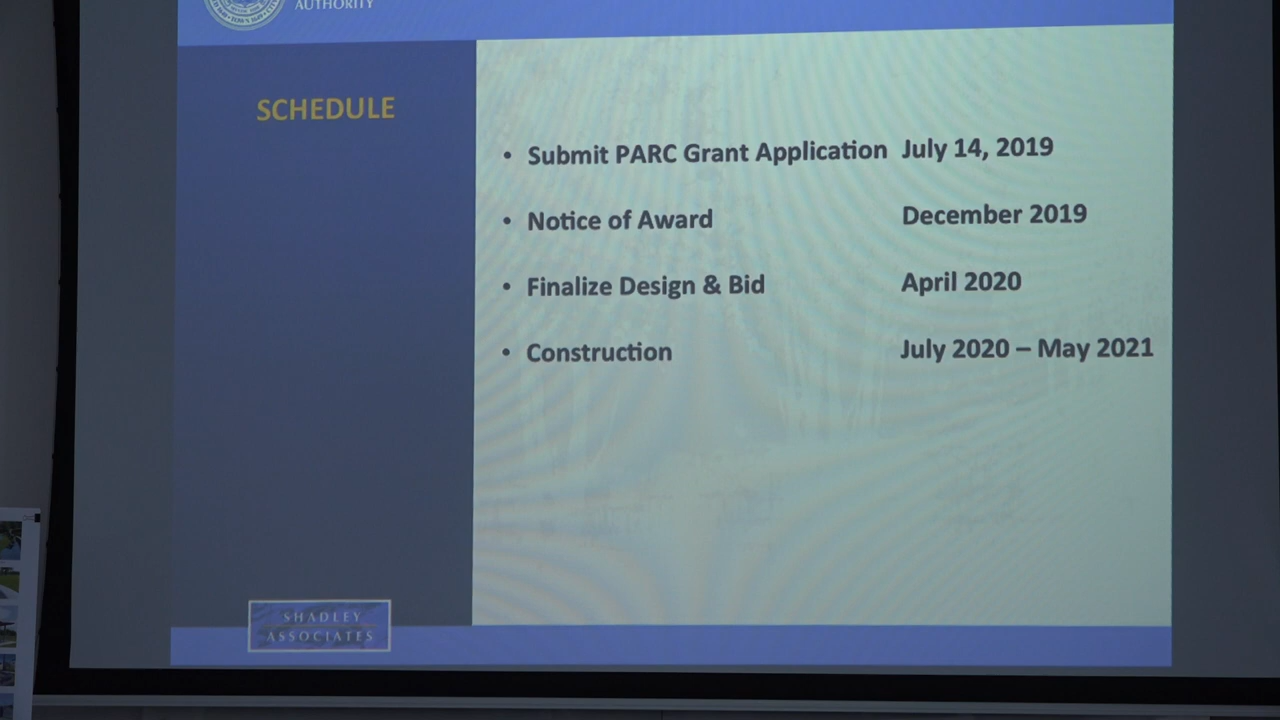 AUTHORITY
SCHEDULE
• Submit PARC Grant Application July 14, 2019
• Notice of Award December 2019
• Finalize Design & Bid April 2020
• Construction July 2020 – May 2021
SHADLEY
ASSOCIATES